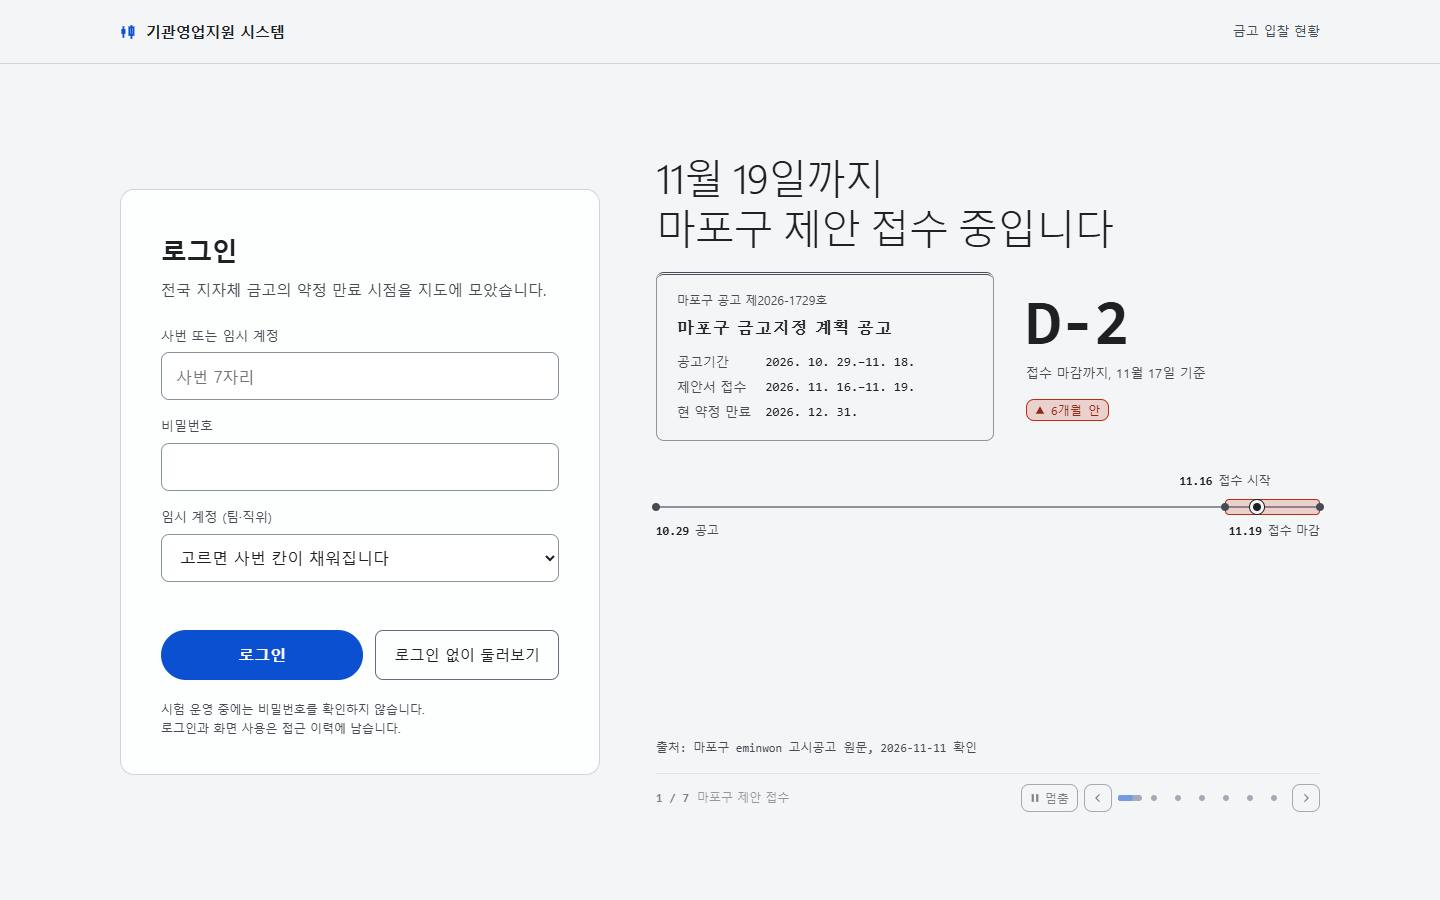 기관영업지원 시스템
금고 입찰 현황
로그인
전국 지자체 금고의 약정 만료 시점을 지도에 모았습니다.
사번 또는 임시 계정
사번 7자리
비밀번호
임시 계정 (팀·직위)
고르면 사번 칸이 채워집니다
로그인
로그인 없이 둘러보기
시험 운영 중에는 비밀번호를 확인하지 않습니다.
로그인과 화면 사용은 접근 이력에 남습니다.
11월 19일까지
마포구 제안 접수 중입니다
마포구 공고 제2026-1729호
마포구 금고지정 계획 공고
공고기간 2026. 10. 29.–11. 18.
제안서 접수 2026. 11. 16.–11. 19.
현 약정 만료 2026. 12. 31.
D-2
접수 마감까지, 11월 17일 기준
▲ 6개월 안
11.16 접수 시작
10.29 공고
11.19 접수 마감
출처: 마포구 eminwon 고시공고 원문, 2026-11-11 확인
1 / 7 마포구 제안 접수
멈춤